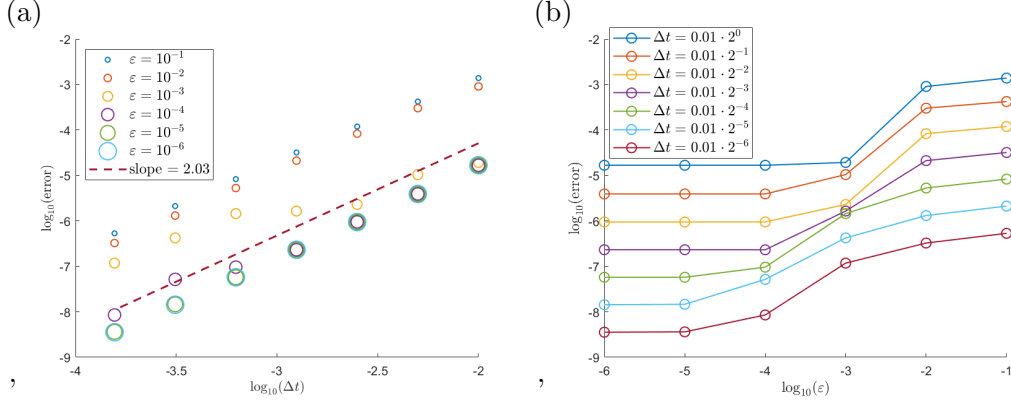 (a)
-2
-3
-4
-5
-6
-7
-8
-9
log₁₀(error)
ε = 10⁻¹
ε = 10⁻²
ε = 10⁻³
ε = 10⁻⁴
ε = 10⁻⁵
ε = 10⁻⁶
slope = 2.03
-4 -3.5 -3 -2.5 -2
log₁₀(Δt)
,
(b)
-2
-3
-4
-5
-6
-7
-8
-9
log₁₀(error)
Δt = 0.01 · 2⁰
Δt = 0.01 · 2⁻¹
Δt = 0.01 · 2⁻²
Δt = 0.01 · 2⁻³
Δt = 0.01 · 2⁻⁴
Δt = 0.01 · 2⁻⁵
Δt = 0.01 · 2⁻⁶
-6 -5 -4 -3 -2 -1
log₁₀(ε)
,